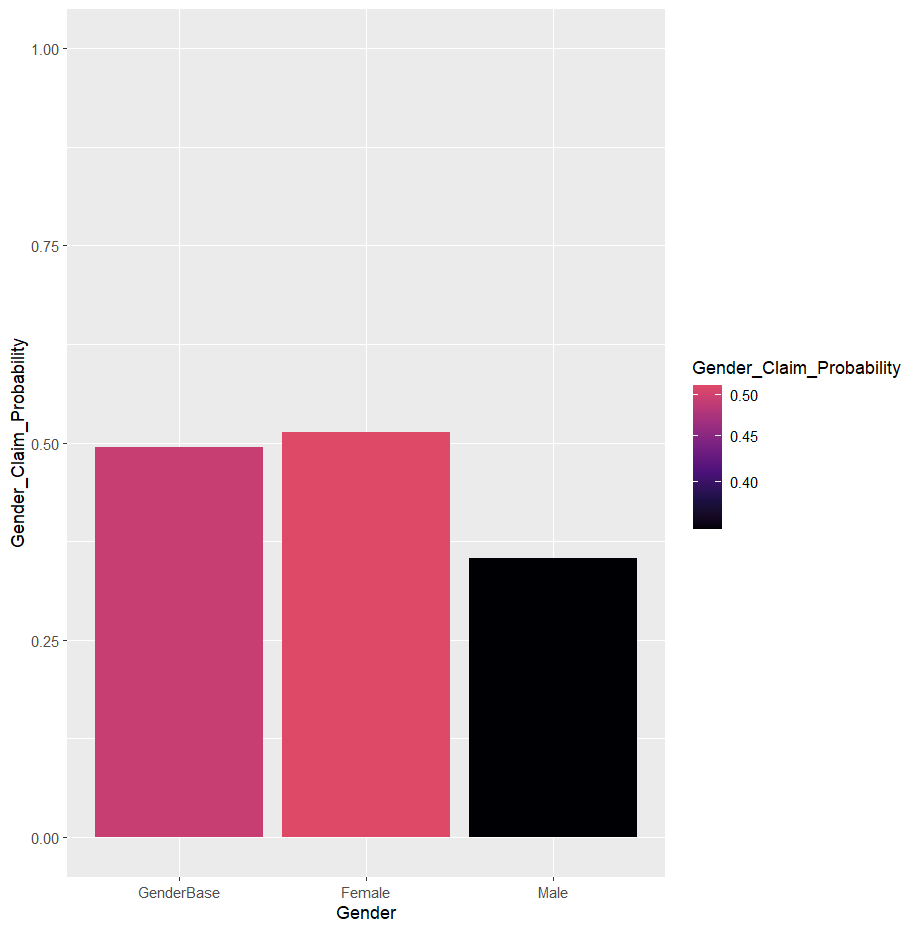 Gender_Claim_Probability
1.00
0.75
0.50
0.25
0.00
GenderBase Female Male
Gender
Gender_Claim_Probability
0.50
0.45
0.40